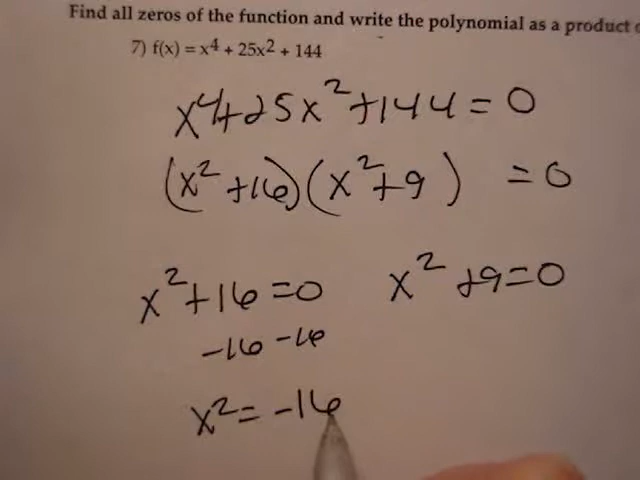 Find all zeros of the function and write the polynomial as a product
7) f(x) = x⁴ + 25x² + 144
x⁴+25x²+144=0
(x²+16)(x²+9) =0
x²+16=0 x²+9=0
-16 -16
x²= -16